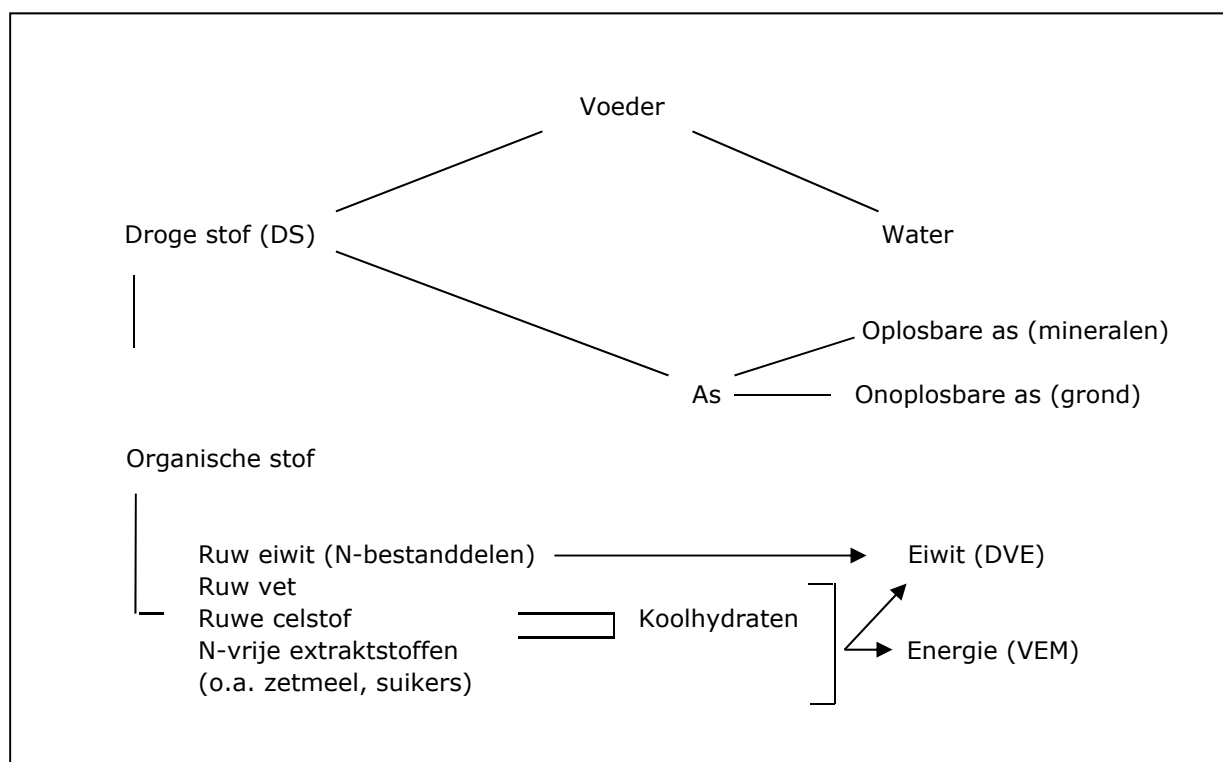 Voeder
Droge stof (DS)
Water
Oplosbare as (mineralen)
As
Onoplosbare as (grond)
Organische stof
Ruw eiwit (N-bestanddelen)
Eiwit (DVE)
Ruw vet
Ruwe celstof
Koolhydraten
N-vrije extraktstoffen
Energie (VEM)
(o.a. zetmeel, suikers)